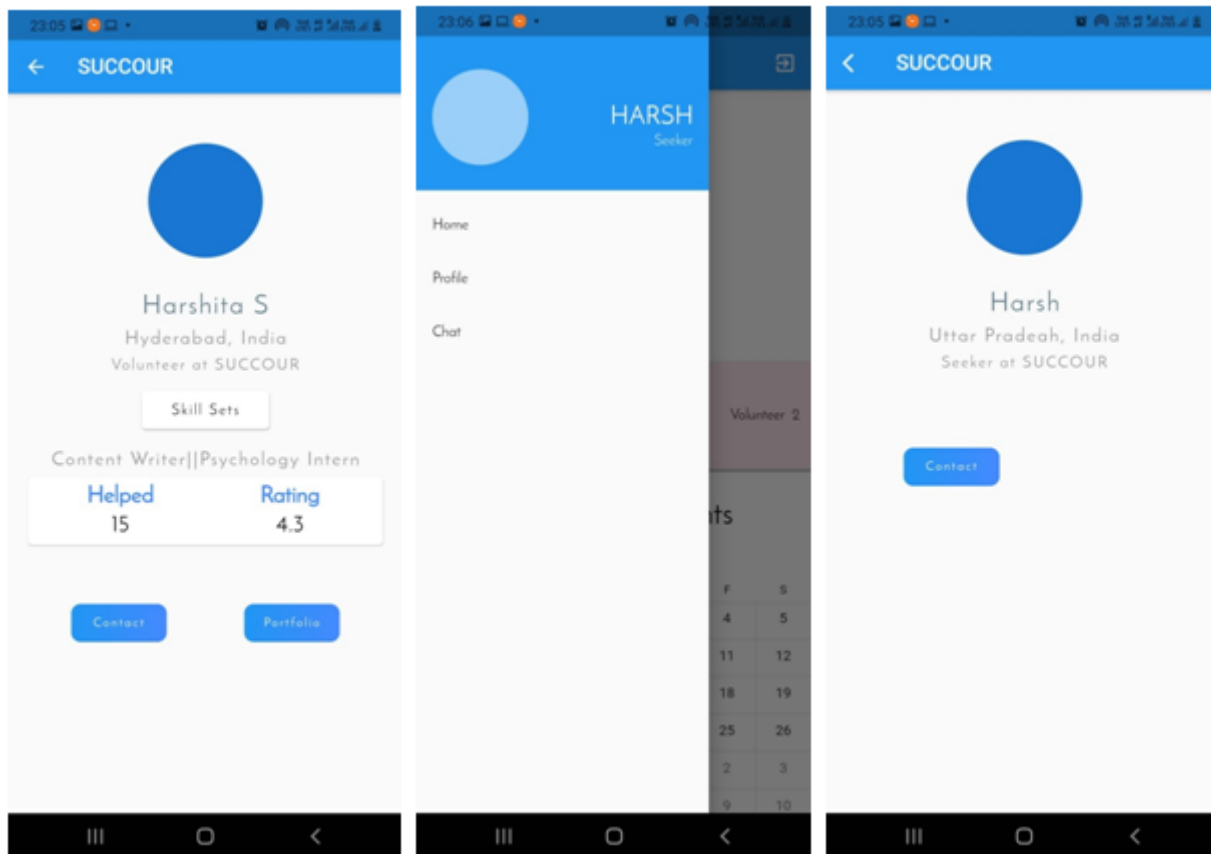 23:05
SUCCOUR
Harshita S
Hyderabad, India
Volunteer at SUCCOUR
Skill Sets
Content Writer||Psychology Intern
Helped Rating
15 4.3
Contact Portfolio
23:06
HARSH
Seeker
Home
Profile
Chat
Volunteer 2
nts
F S
4 5
11 12
18 19
25 26
2 3
9 10
23:05
SUCCOUR
Harsh
Uttar Pradeah, India
Seeker at SUCCOUR
Contact